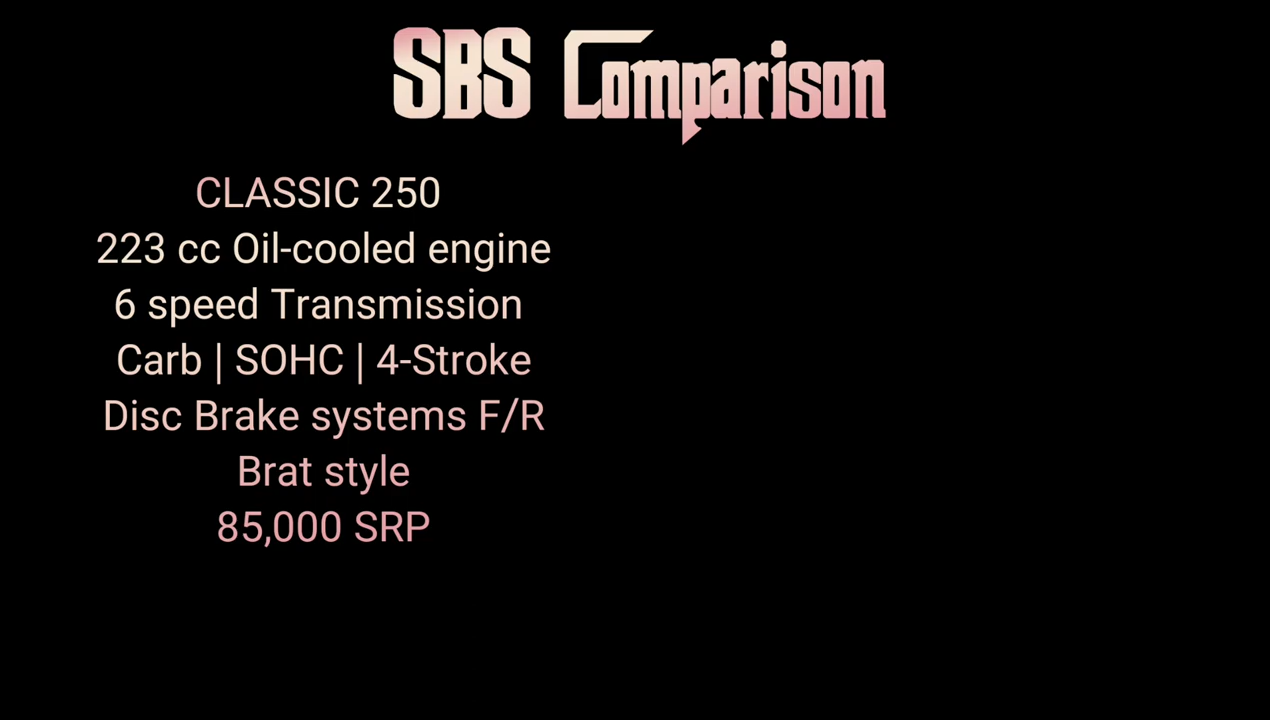 SBS Comparison
CLASSIC 250
223 cc Oil-cooled engine
6 speed Transmission
Carb | SOHC | 4-Stroke
Disc Brake systems F/R
Brat style
85,000 SRP